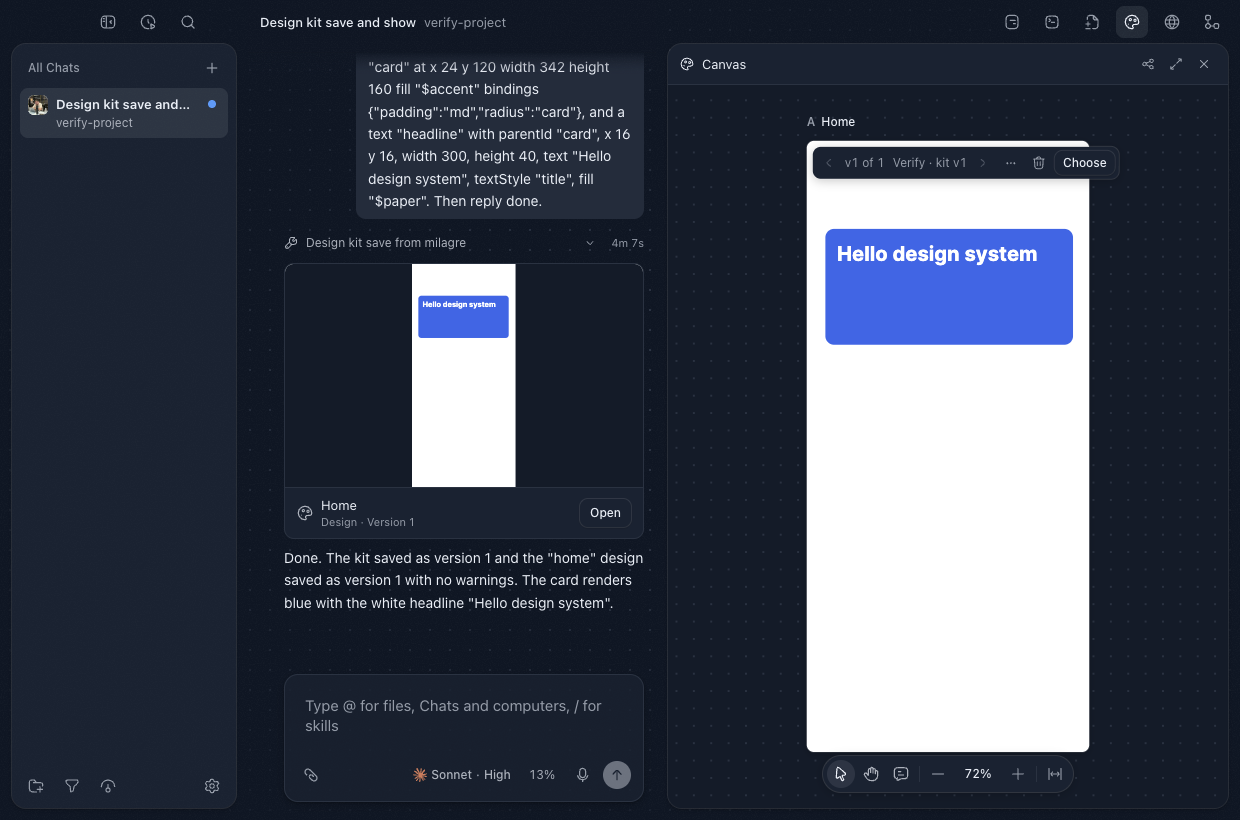 Design kit save and show verify-project
All Chats
Design kit save and...
verify-project
"card" at x 24 y 120 width 342 height
160 fill "$accent" bindings
{"padding":"md","radius":"card"}, and a
text "headline" with parentId "card", x 16
y 16, width 300, height 40, text "Hello
design system", textStyle "title", fill
"$paper". Then reply done.
Design kit save from milagre 4m 7s
Hello design system
Home
Design · Version 1
Open
Done. The kit saved as version 1 and the "home" design
saved as version 1 with no warnings. The card renders
blue with the white headline "Hello design system".
Type @ for files, Chats and computers, / for
skills
Sonnet · High 13%
Canvas
A Home
v1 of 1 Verify · kit v1 ... Choose
Hello design system
72%